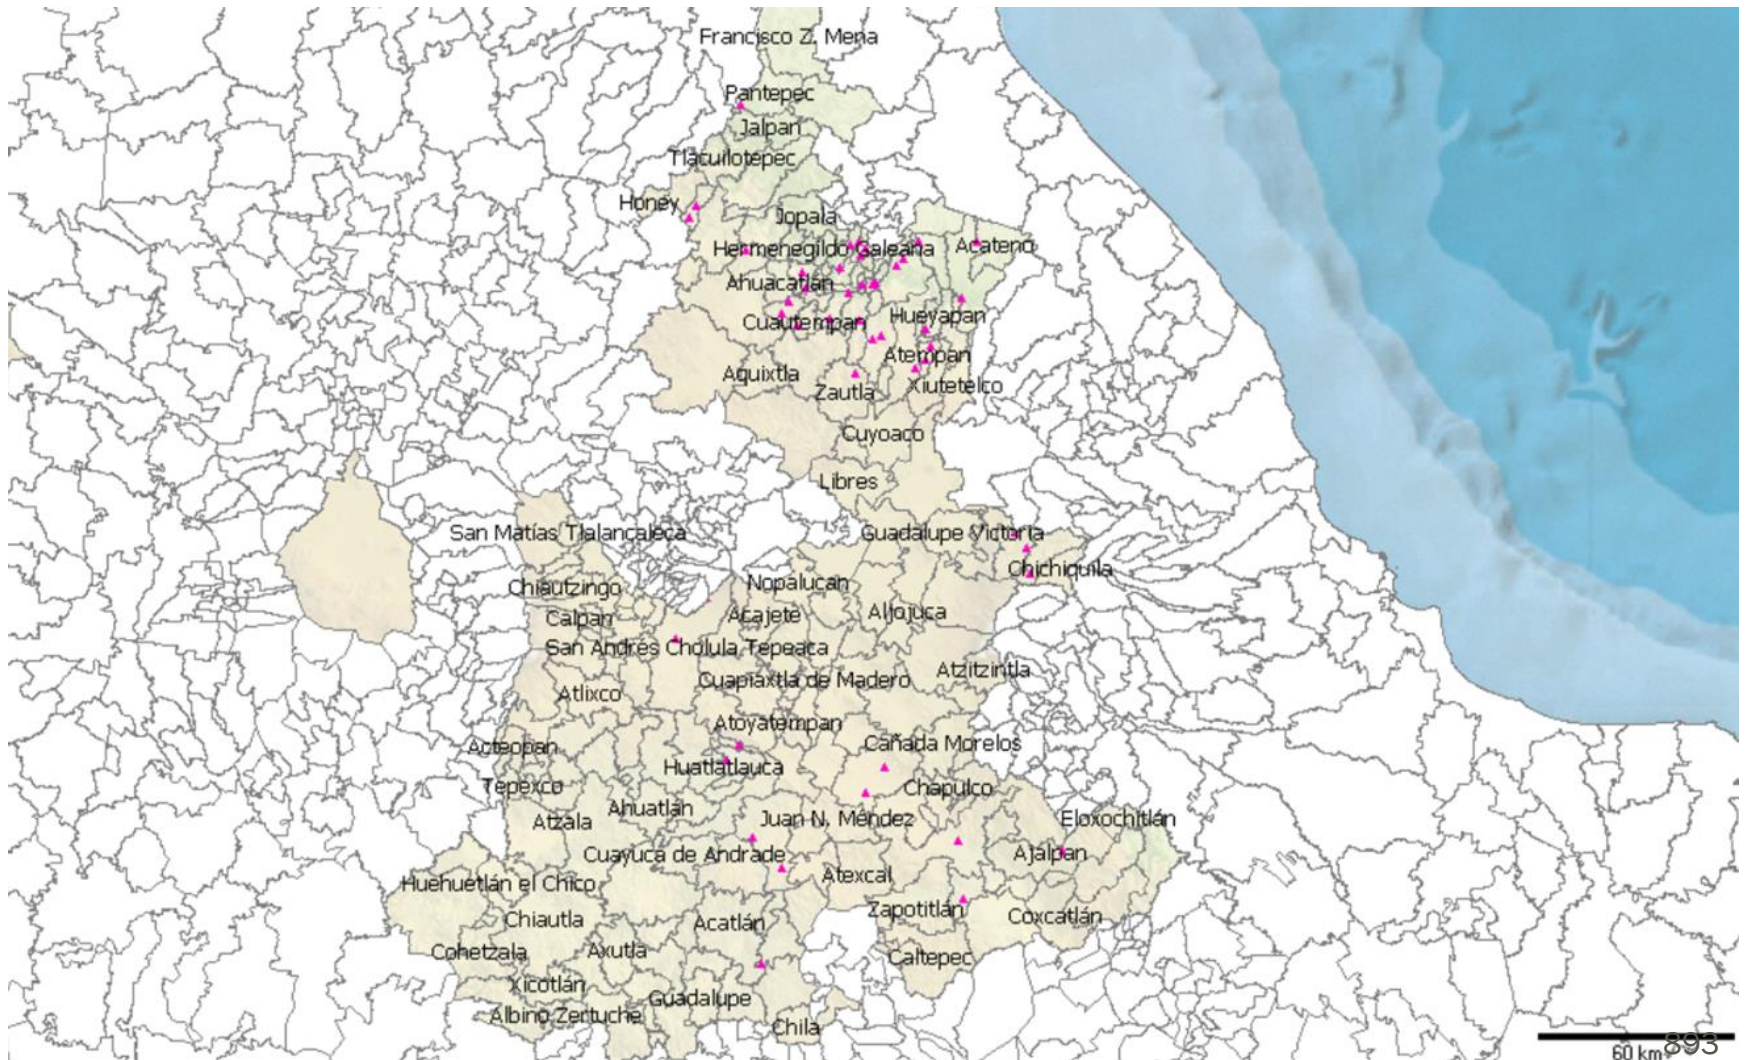 Francisco Z. Mena
Pantepec
Jalpan
Tlacuilotepec
Honey
Jopala
Hermenegildo Galeana
Acateno
Ahuacatlán
Hueyapan
Cuautempan
Atempan
Aquixtla
Xiutetelco
Zautla
Cuyoaco
Libres
San Matías Tlalancaleca
Guadalupe Victoria
Chichiquila
Nopalucan
Chiautzingo
Acajete
Aljojuca
Calpan
San Andrés Cholula
Tepeaca
Atzitzintla
Cuapiaxtla de Madero
Atlixco
Atoyatempan
Cañada Morelos
Acteopan
Huatlatlauca
Tepexco
Chapulco
Ahuatlán
Juan N. Méndez
Eloxochitlán
Atzala
Cuayuca de Andrade
Ajalpan
Atexcal
Huehuetlán el Chico
Zapotitlán
Coxcatlán
Chiautla
Acatlán
Cohetzala
Axutla
Caltepec
Xicotlán
Guadalupe
Albino Zertuche
Chila
60 km
893